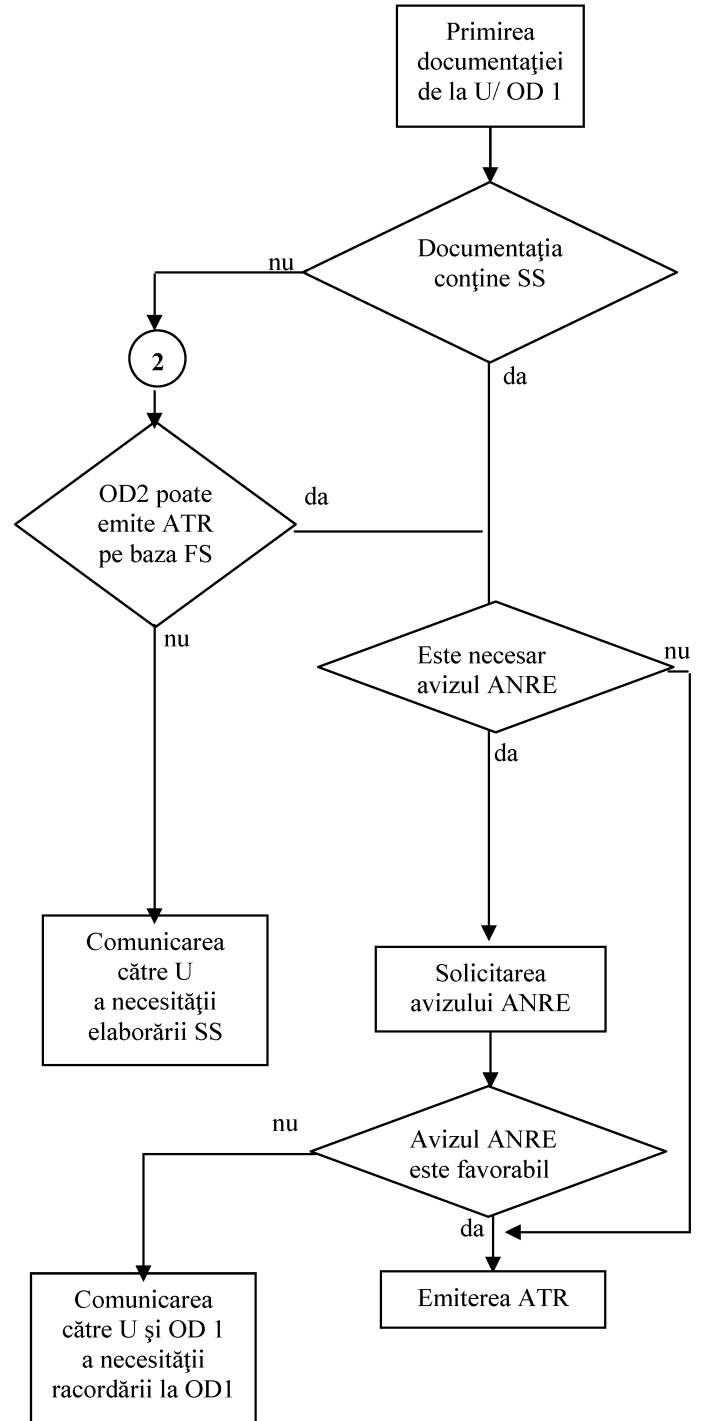 Primirea
documentaţiei
de la U/ OD 1
Documentaţia
conţine SS
nu
da
2
OD2 poate
emite ATR
pe baza FS
da
nu
Este necesar
avizul ANRE
nu
da
Comunicarea
către U
a necesităţii
elaborării SS
Solicitarea
avizului ANRE
Avizul ANRE
este favorabil
nu
da
Emiterea ATR
Comunicarea
către U şi OD 1
a necesităţii
racordării la OD1